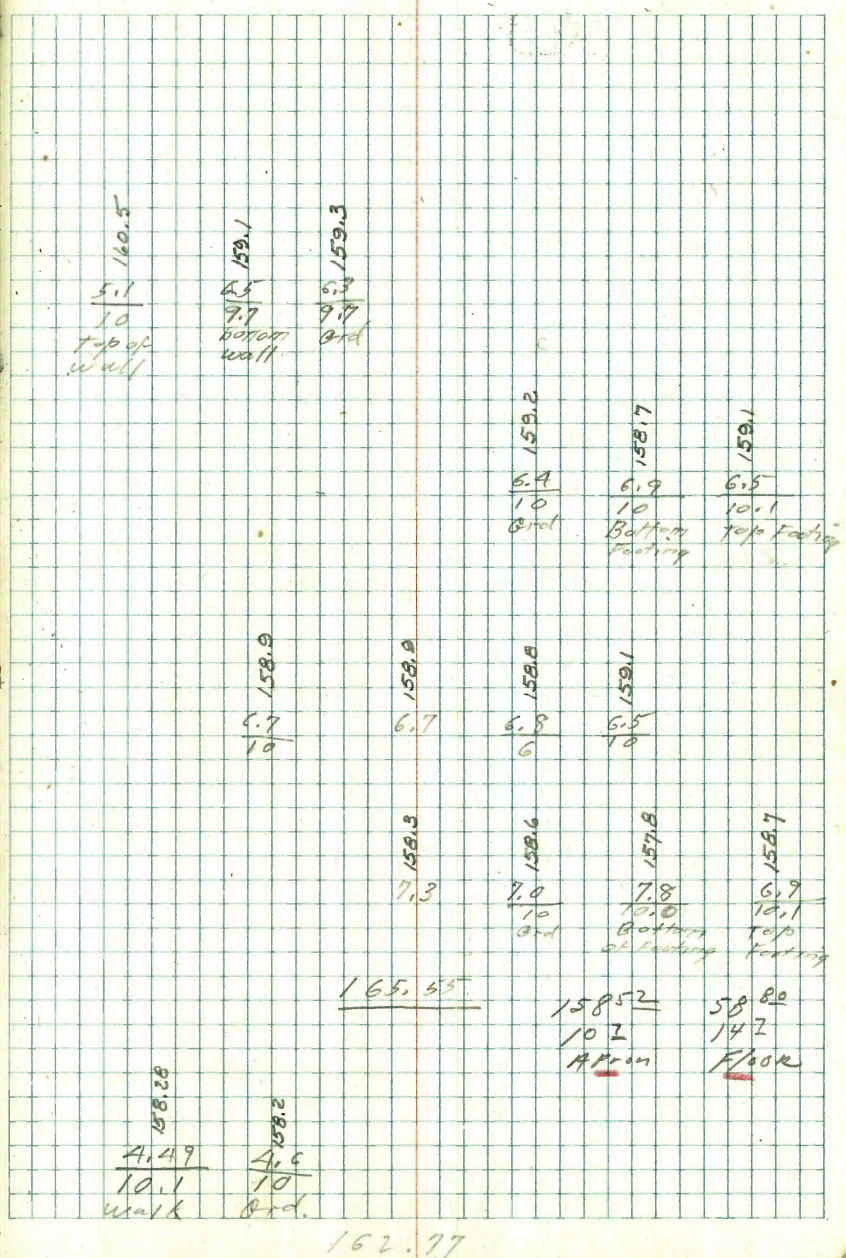 160.5 159.1 159.3
5.1 6.5 6.3
10 9.7 9.7
Top of bottom Grd
wall wall
159.2 158.7 159.1
6.4 6.9 6.5
10 10 10.1
Grd Bottom Top Footing
Footing
158.9 158.9 158.8 159.1
6.7 6.7 6.8 6.5
10 6 10
158.3 158.6 157.8 158.7
7.3 7.0 7.8 6.9
10 10.0 10.1
Grd Bottom Top
of Footing Footing
165.55
158 52 58 80
10 1 14 1
Apron Floor
158.28 158.2
4.49 4.6
10.1 10
walk Grd.
162.77